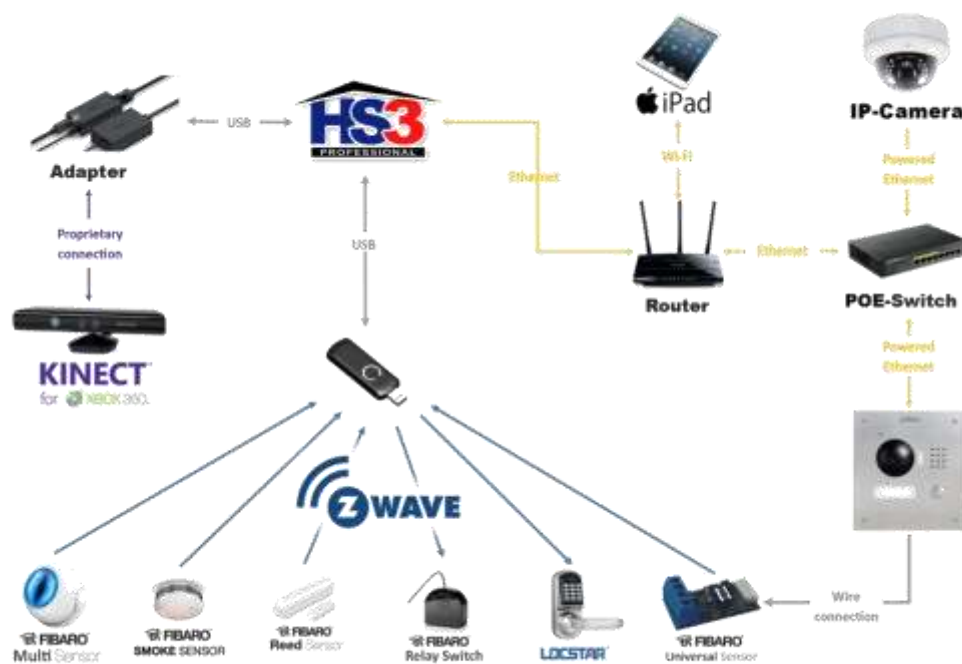 iPad
IP-Camera
USB
HS3
PROFESSIONAL
Adapter
Wi-Fi
Powered
Ethernet
Ethernet
Proprietary
connection
USB
Ethernet
Router
POE-Switch
KINECT
for XBOX 360.
Powered
Ethernet
Z WAVE
Wire
connection
FIBARO
Multi Sensor
FIBARO
SMOKE SENSOR
FIBARO
Reed Sensor
FIBARO
Relay Switch
LOCSTAR
FIBARO
Universal Sensor